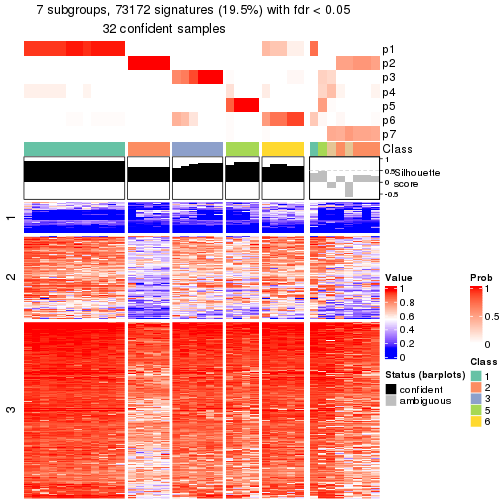 7 subgroups, 73172 signatures (19.5%) with fdr < 0.05
32 confident samples
p1
p2
p3
p4
p5
p6
p7
Class
1
0.5
0
-0.5
Silhouette
score
1
2
3
Value
1
0.8
0.6
0.4
0.2
0
Status (barplots)
confident
ambiguous
Prob
1
0.5
0
Class
1
2
3
5
6